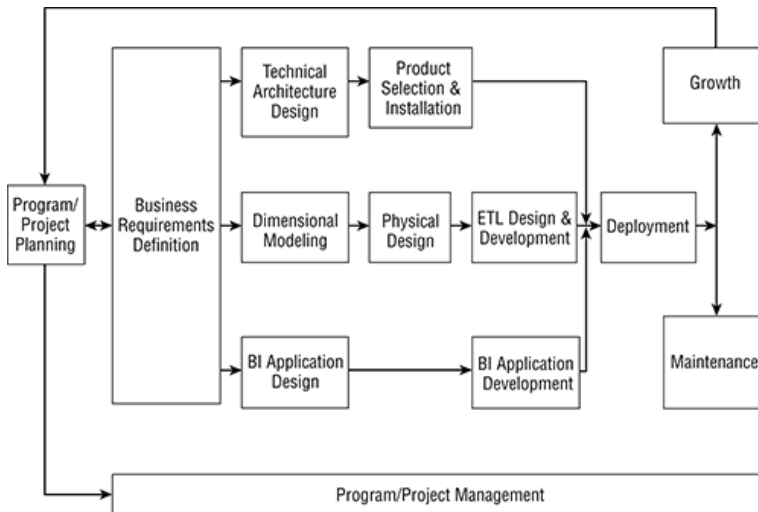 Technical
Architecture
Design
Product
Selection &
Installation
Growth
Program/
Project
Planning
Business
Requirements
Definition
Dimensional
Modeling
Physical
Design
ETL Design &
Development
Deployment
BI Application
Design
BI Application
Development
Maintenance
Program/Project Management